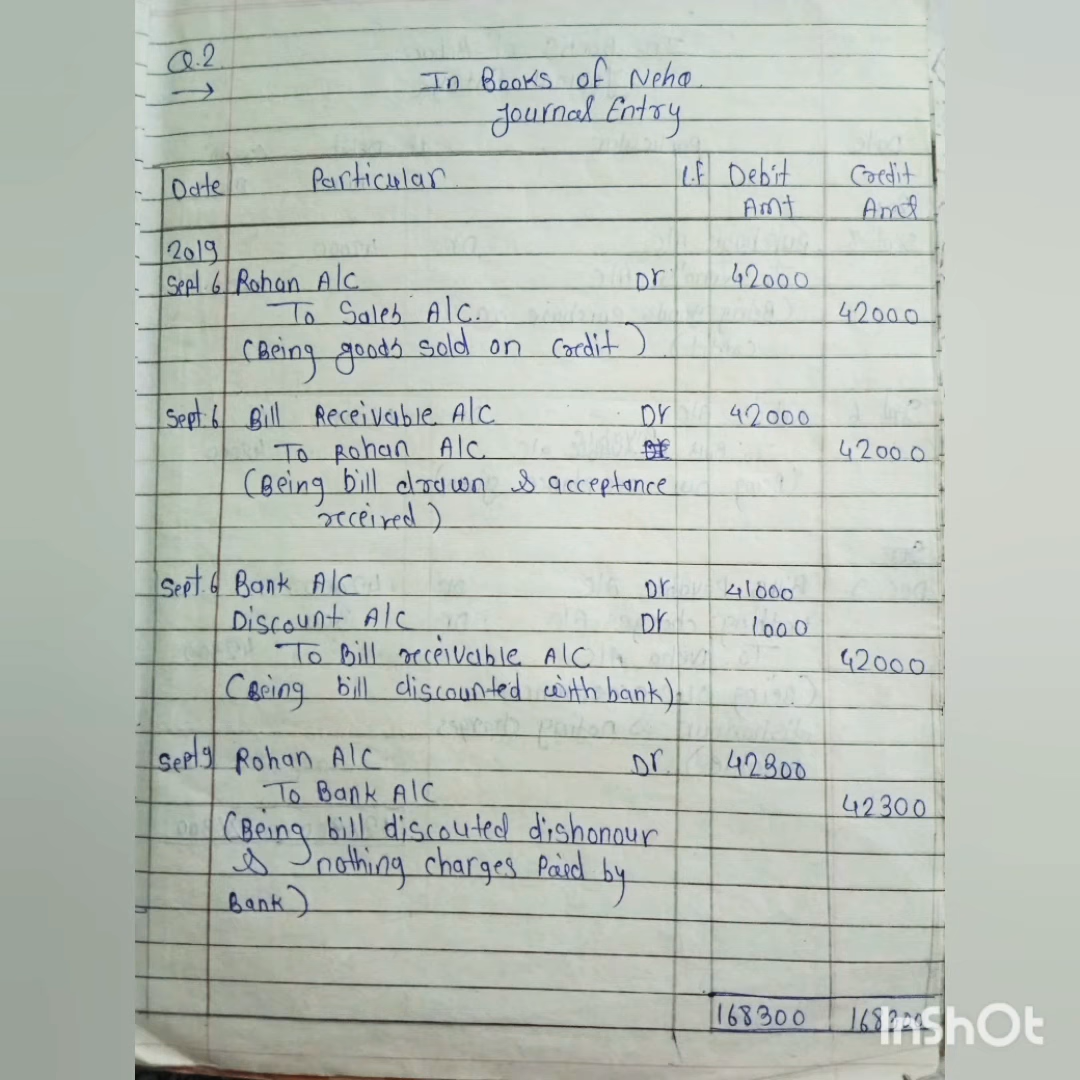 Q.2
→ In Books of Neha.
Journal Entry
Date Particular L.F Debit Amt Credit Amt
2019
Sept 6 Rohan A/C Dr 42000
To Sales A/C. 42000
(Being goods sold on Credit)
Sept.6 Bill Receivable A/C Dr 42000
To Rohan A/C 42000
(Being bill drawn & acceptance
received)
Sept.6 Bank A/C Dr 41000
Discount A/C Dr 1000
To Bill receivable A/C 42000
(Being bill discounted with bank)
Sept.9 Rohan A/C Dr. 42300
To Bank A/C 42300
(Being bill discouted dishonour
& nothing charges Paid by
Bank)
168300
InShOt